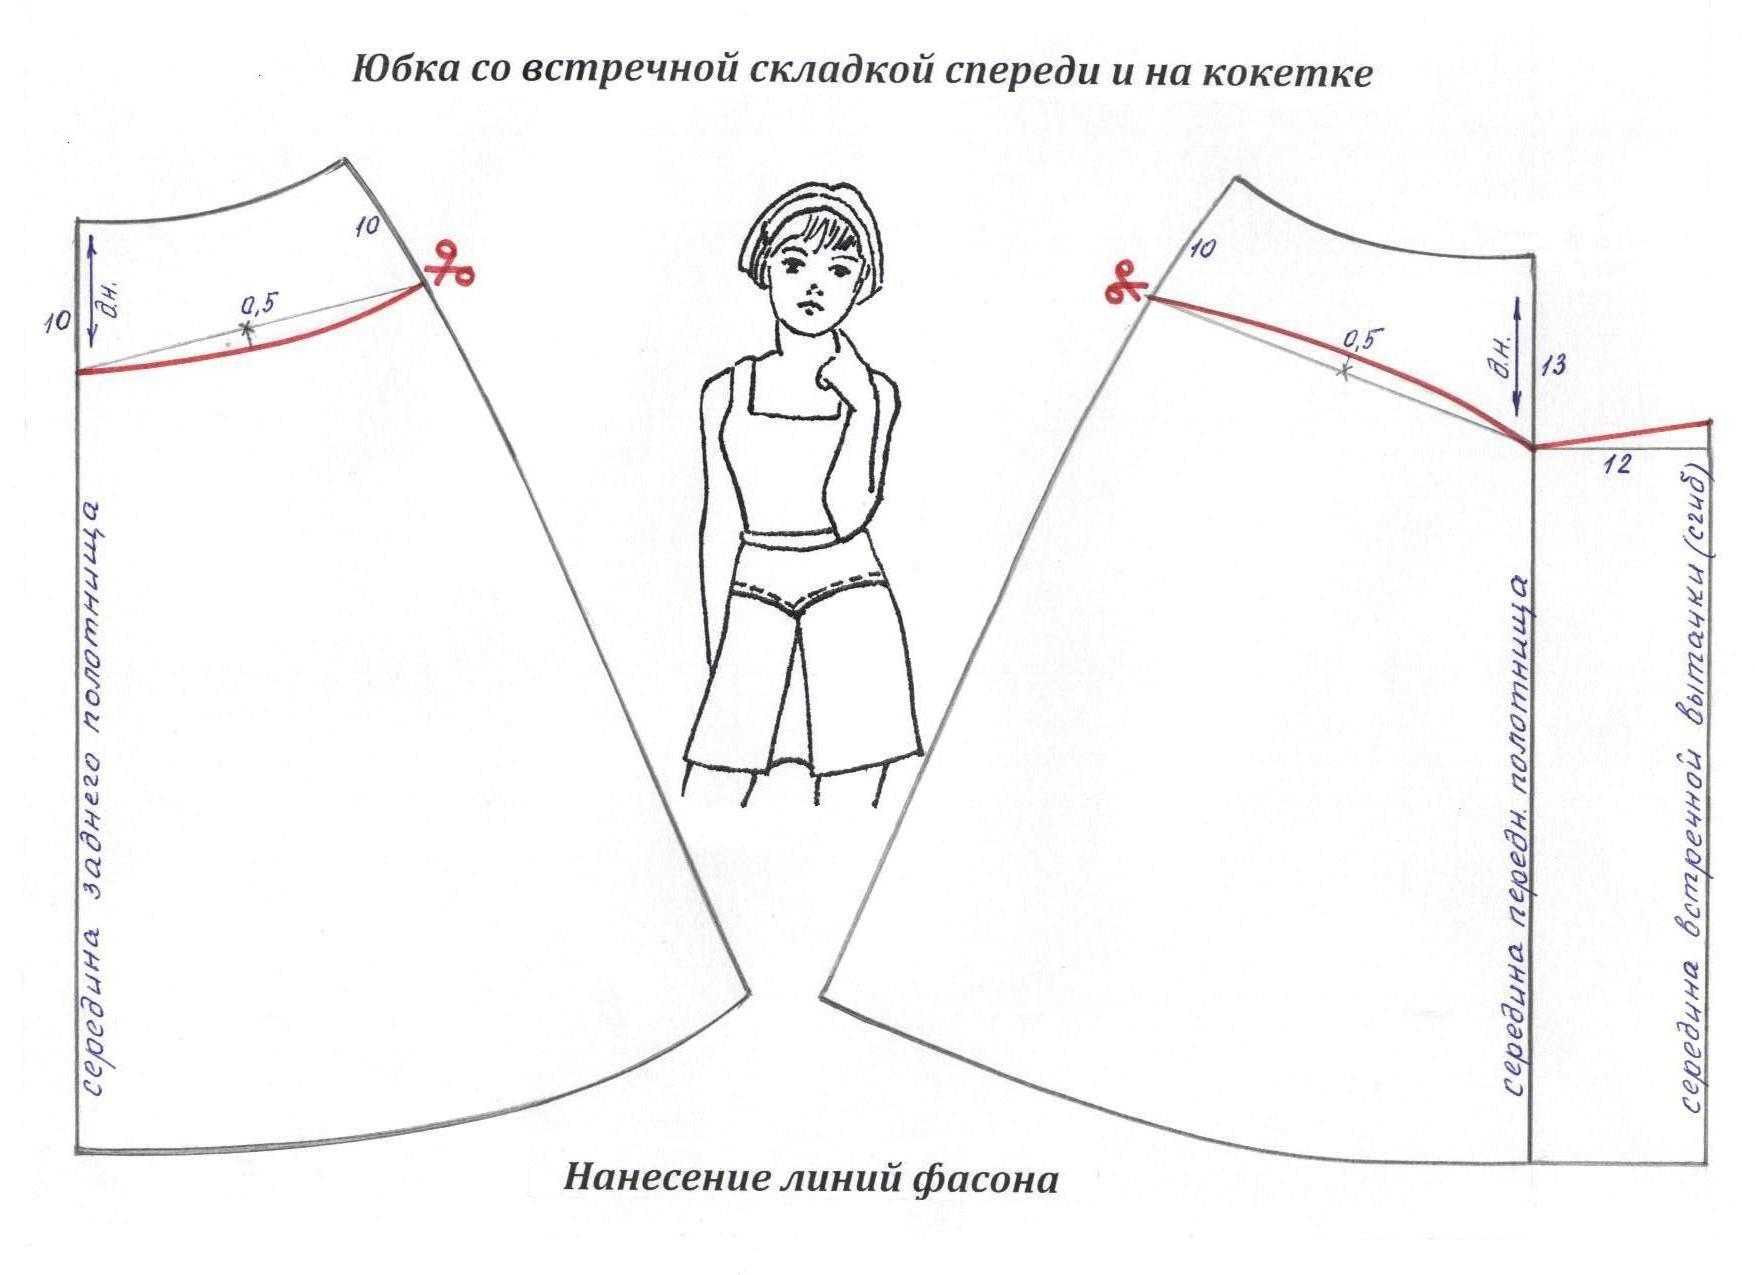 Юбка со встречной складкой спереди и на кокетке
10
10
д.н.
0,5
середина заднего полотнища
10
0,5
д.н.
13
12
середина передн. полотнища
середина встречной вытачки (сгиб)
Нанесение линий фасона